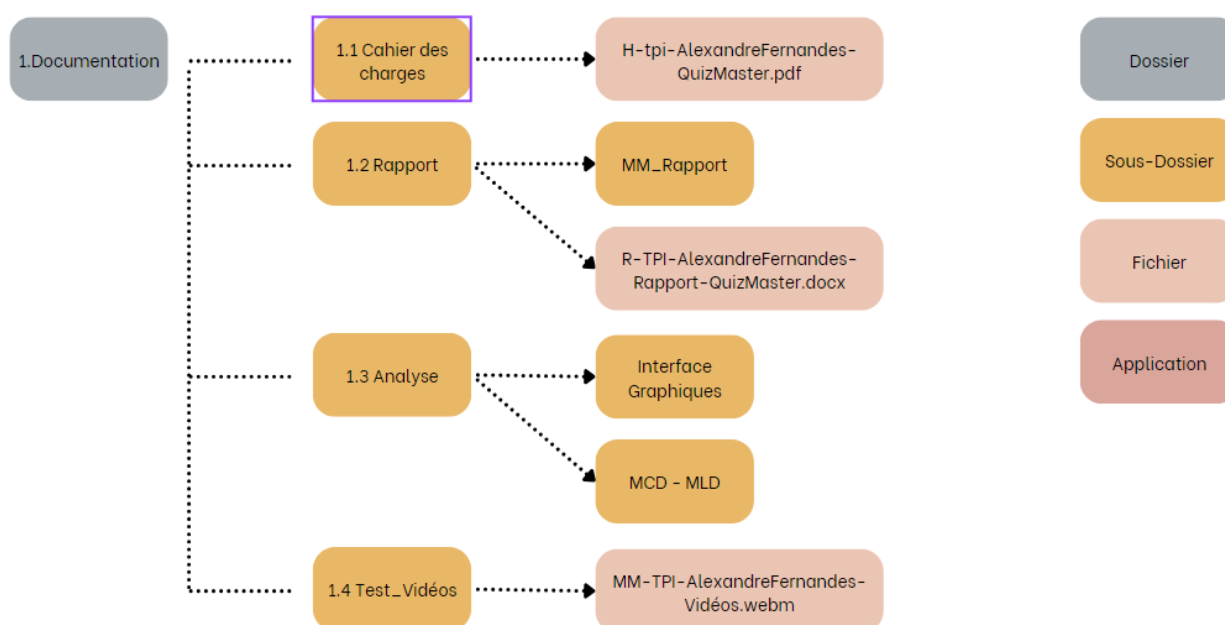 1.Documentation
1.1 Cahier des
charges
H-tpi-AlexandreFernandes-
QuizMaster.pdf
Dossier
1.2 Rapport
MM_Rapport
Sous-Dossier
R-TPI-AlexandreFernandes-
Rapport-QuizMaster.docx
Fichier
1.3 Analyse
Interface
Graphiques
Application
MCD - MLD
1.4 Test_Vidéos
MM-TPI-AlexandreFernandes-
Vidéos.webm